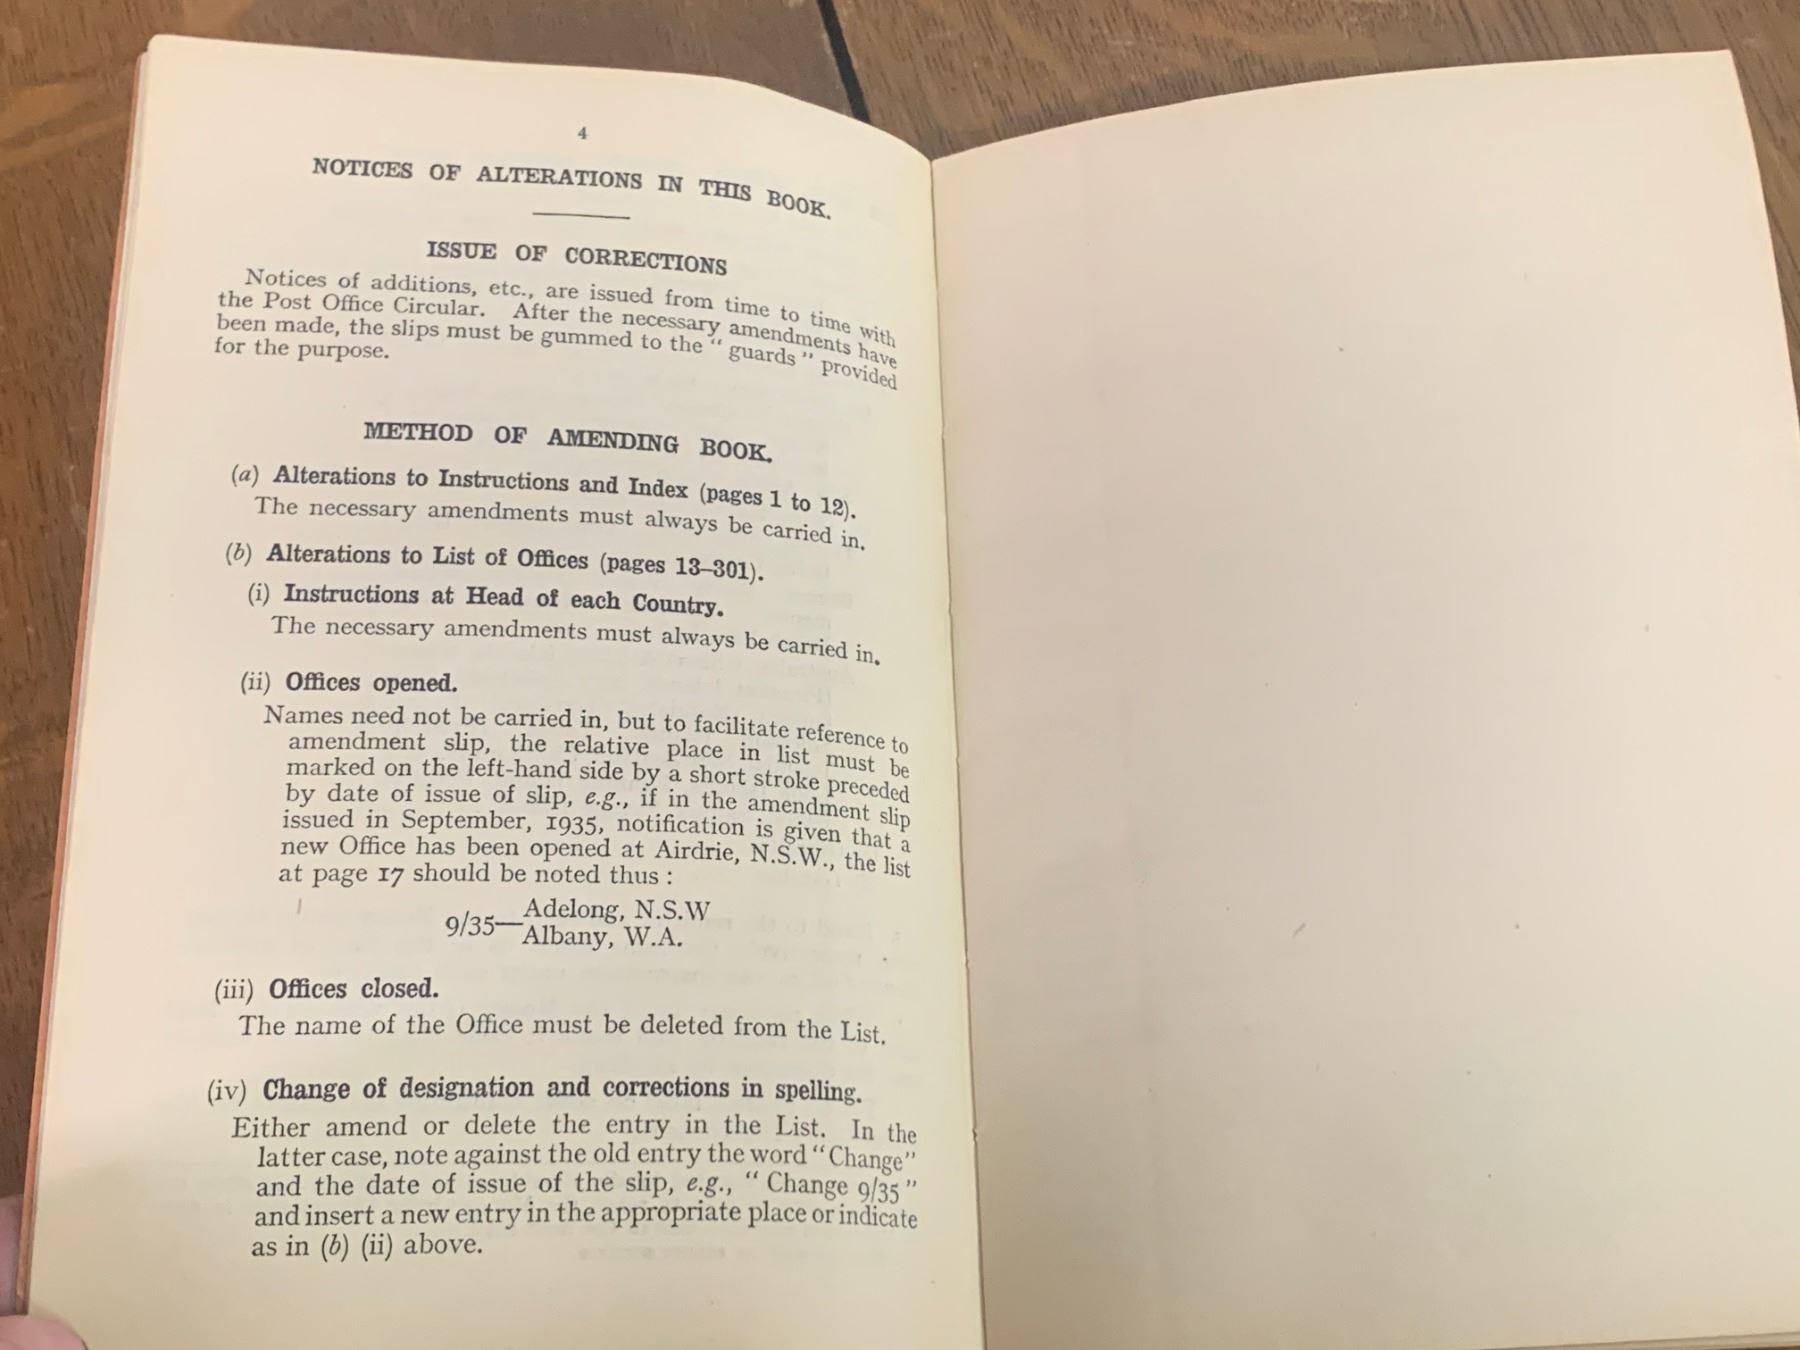 4
NOTICES OF ALTERATIONS IN THIS BOOK.
ISSUE OF CORRECTIONS
Notices of additions, etc., are issued from time to time with
the Post Office Circular. After the necessary amendments have
been made, the slips must be gummed to the “ guards ” provided
for the purpose.
METHOD OF AMENDING BOOK.
(a) Alterations to Instructions and Index (pages 1 to 12).
The necessary amendments must always be carried in.
(b) Alterations to List of Offices (pages 13–301).
(i) Instructions at Head of each Country.
The necessary amendments must always be carried in.
(ii) Offices opened.
Names need not be carried in, but to facilitate reference to
amendment slip, the relative place in list must be
marked on the left-hand side by a short stroke preceded
by date of issue of slip, e.g., if in the amendment slip
issued in September, 1935, notification is given that a
new Office has been opened at Airdrie, N.S.W., the list
at page 17 should be noted thus :
Adelong, N.S.W
9/35—
Albany, W.A.
(iii) Offices closed.
The name of the Office must be deleted from the List.
(iv) Change of designation and corrections in spelling.
Either amend or delete the entry in the List. In the
latter case, note against the old entry the word “Change”
and the date of issue of the slip, e.g., “ Change 9/35 ”
and insert a new entry in the appropriate place or indicate
as in (b) (ii) above.